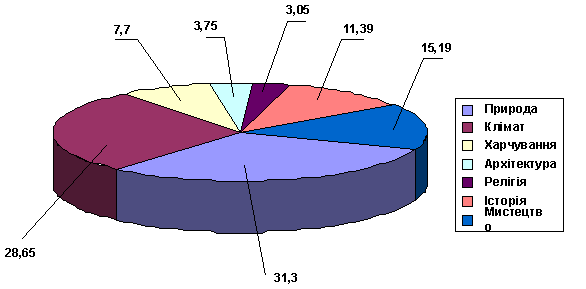 7,7
3,75
3,05
11,39
15,19
28,65
31,3
Природа
Клімат
Харчування
Архітектура
Релігія
Історія
Мистецтв
о